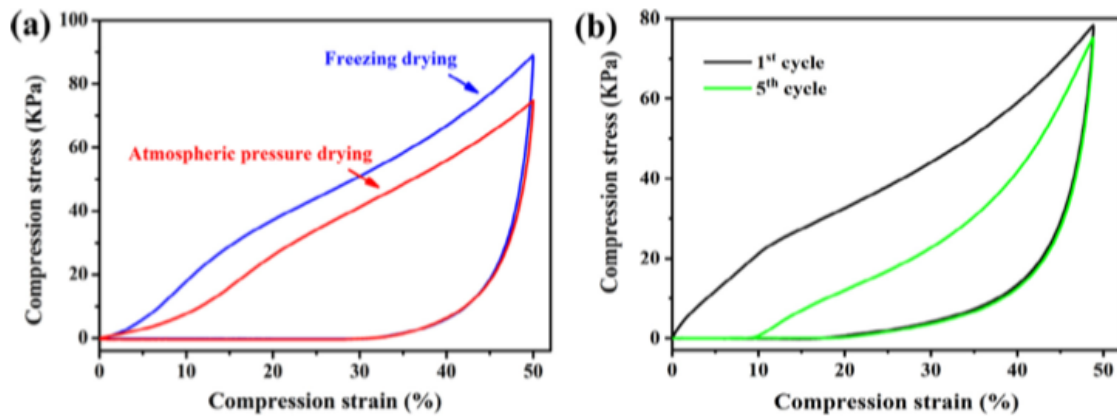 (a)
100
80
60
40
20
0
Compression stress (KPa)
Freezing drying
Atmospheric pressure drying
0 10 20 30 40 50
Compression strain (%)
(b)
80
60
40
20
0
Compression stress (KPa)
1st cycle
5th cycle
0 10 20 30 40 50
Compression strain (%)